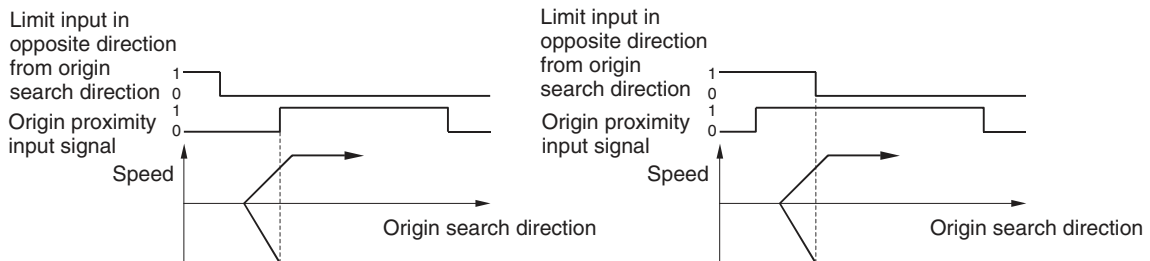 Limit input in
opposite direction
from origin
search direction
1
0
Origin proximity
input signal
1
0
Speed
Origin search direction
Limit input in
opposite direction
from origin
search direction
1
0
Origin proximity
input signal
1
0
Speed
Origin search direction